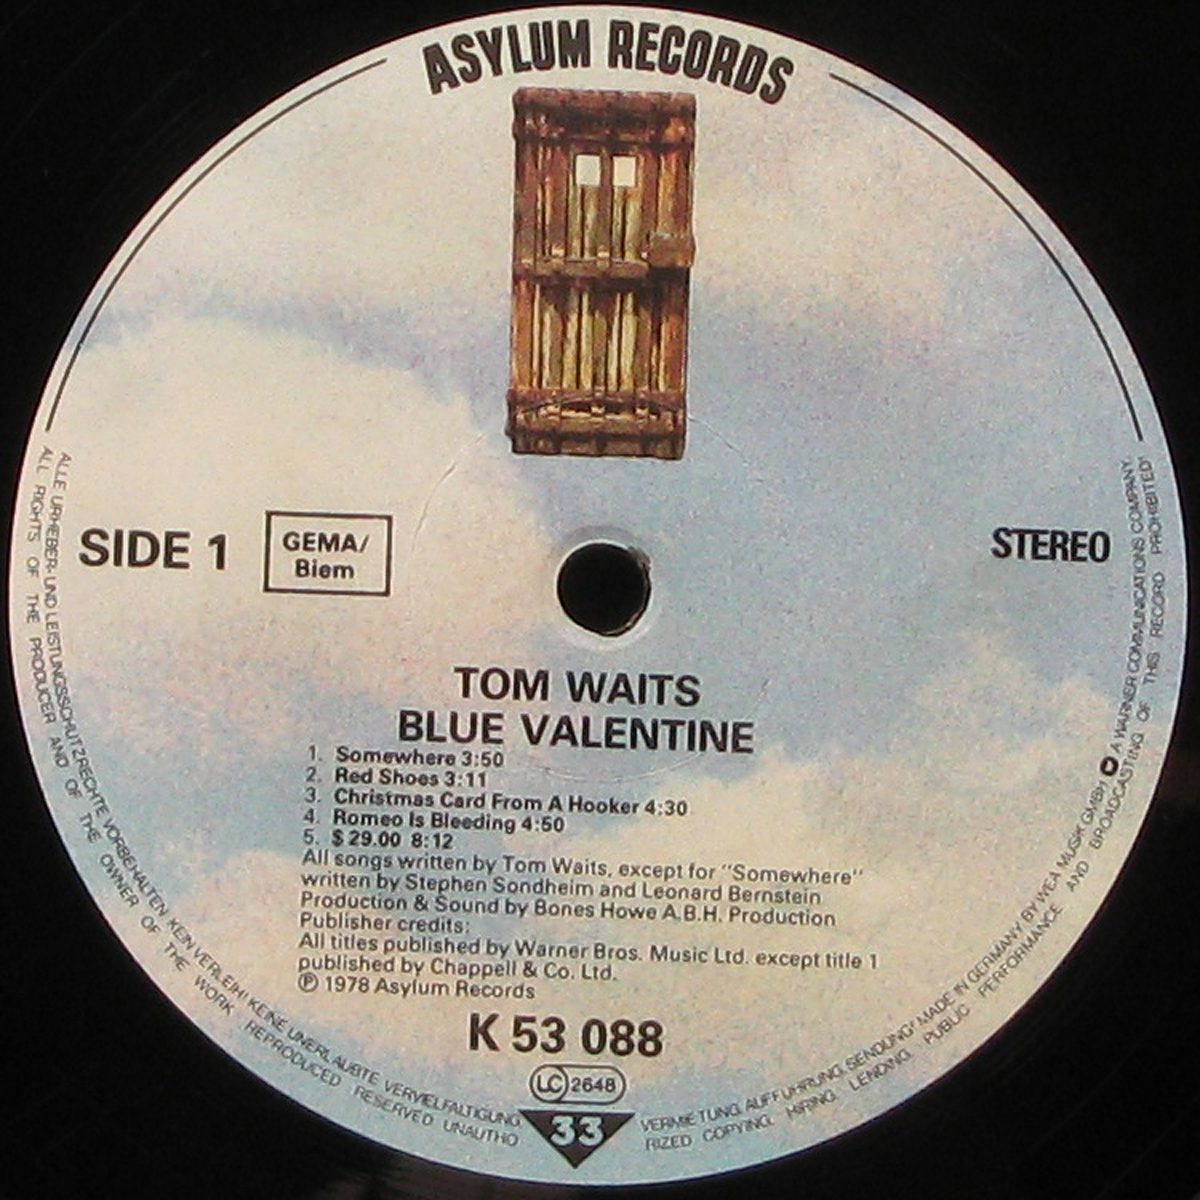 ASYLUM RECORDS
SIDE 1
GEMA/
Biem
STEREO
TOM WAITS
BLUE VALENTINE
1. Somewhere 3:50
2. Red Shoes 3:11
3. Christmas Card From A Hooker 4:30
4. Romeo Is Bleeding 4:50
5. $ 29.00 8:12
All songs written by Tom Waits, except for "Somewhere"
written by Stephen Sondheim and Leonard Bernstein
Production & Sound by Bones Howe A.B.H. Production
Publisher credits:
All titles published by Warner Bros. Music Ltd. except title 1
published by Chappell & Co. Ltd.
℗ 1978 Asylum Records
K 53 088
LC 2648
33
ALLE URHEBER- UND LEISTUNGSSCHUTZRECHTE VORBEHALTEN KEIN VERLEIH! KEINE UNERLAUBTE VERVIELFALTIGUNG, VERMIETUNG, AUFFUHRUNG, SENDUNG! MADE IN GERMANY BY WEA MUSIK GMBH A WARNER COMMUNICATIONS COMPANY.
ALL RIGHTS OF THE PRODUCER AND OF THE OWNER OF THE WORK REPRODUCED RESERVED UNAUTHORIZED COPYING, HIRING, LENDING, PUBLIC PERFORMANCE AND BROADCASTING OF THIS RECORD PROHIBITED!